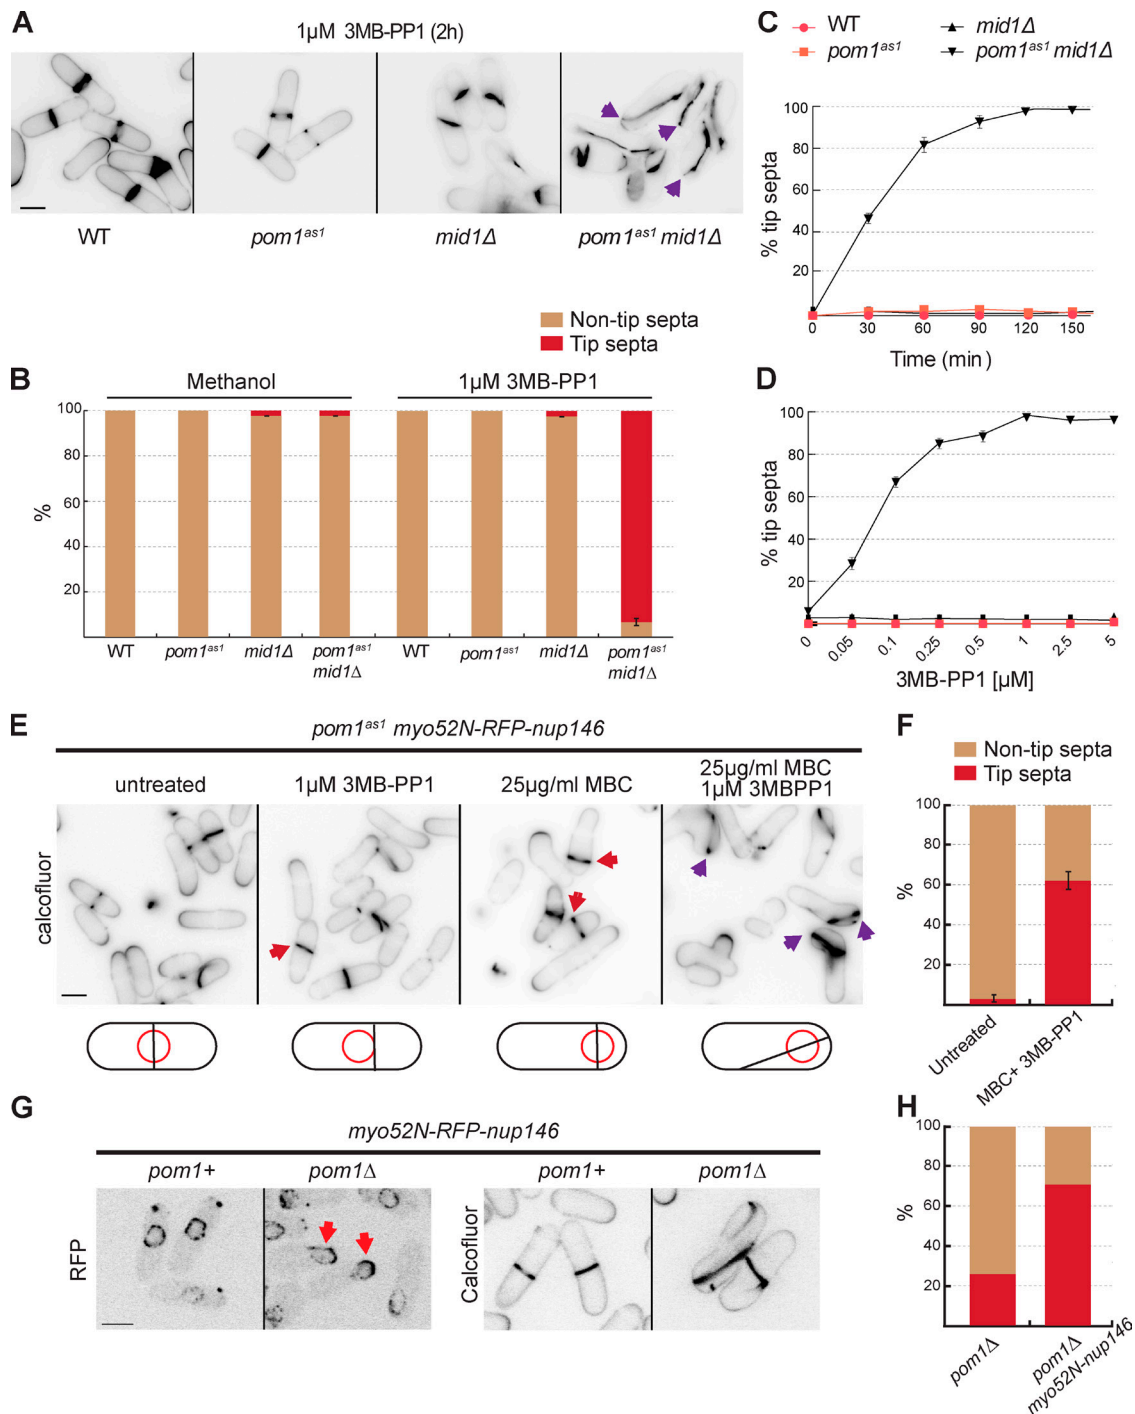 A
1µM 3MB-PP1 (2h)
WT
pom1as1
mid1Δ
pom1as1 mid1Δ
C
WT
mid1Δ
pom1as1
pom1as1 mid1Δ
% tip septa
100
80
60
40
20
0
30
60
90
120
150
Time (min)
Non-tip septa
Tip septa
B
Methanol
1µM 3MB-PP1
%
100
80
60
40
20
WT
pom1as1
mid1Δ
pom1as1
mid1Δ
WT
pom1as1
mid1Δ
pom1as1
mid1Δ
D
% tip septa
100
80
60
40
20
0
0.05
0.1
0.25
0.5
1
2.5
5
3MB-PP1 [µM]
E
pom1as1 myo52N-RFP-nup146
untreated
1µM 3MB-PP1
25µg/ml MBC
25µg/ml MBC
1µM 3MBPP1
calcofluor
F
Non-tip septa
Tip septa
%
100
80
60
40
20
Untreated
MBC+ 3MB-PP1
G
myo52N-RFP-nup146
pom1+
pom1Δ
pom1+
pom1Δ
RFP
Calcofluor
H
%
100
80
60
40
20
pom1Δ
pom1Δ
myo52N-nup146